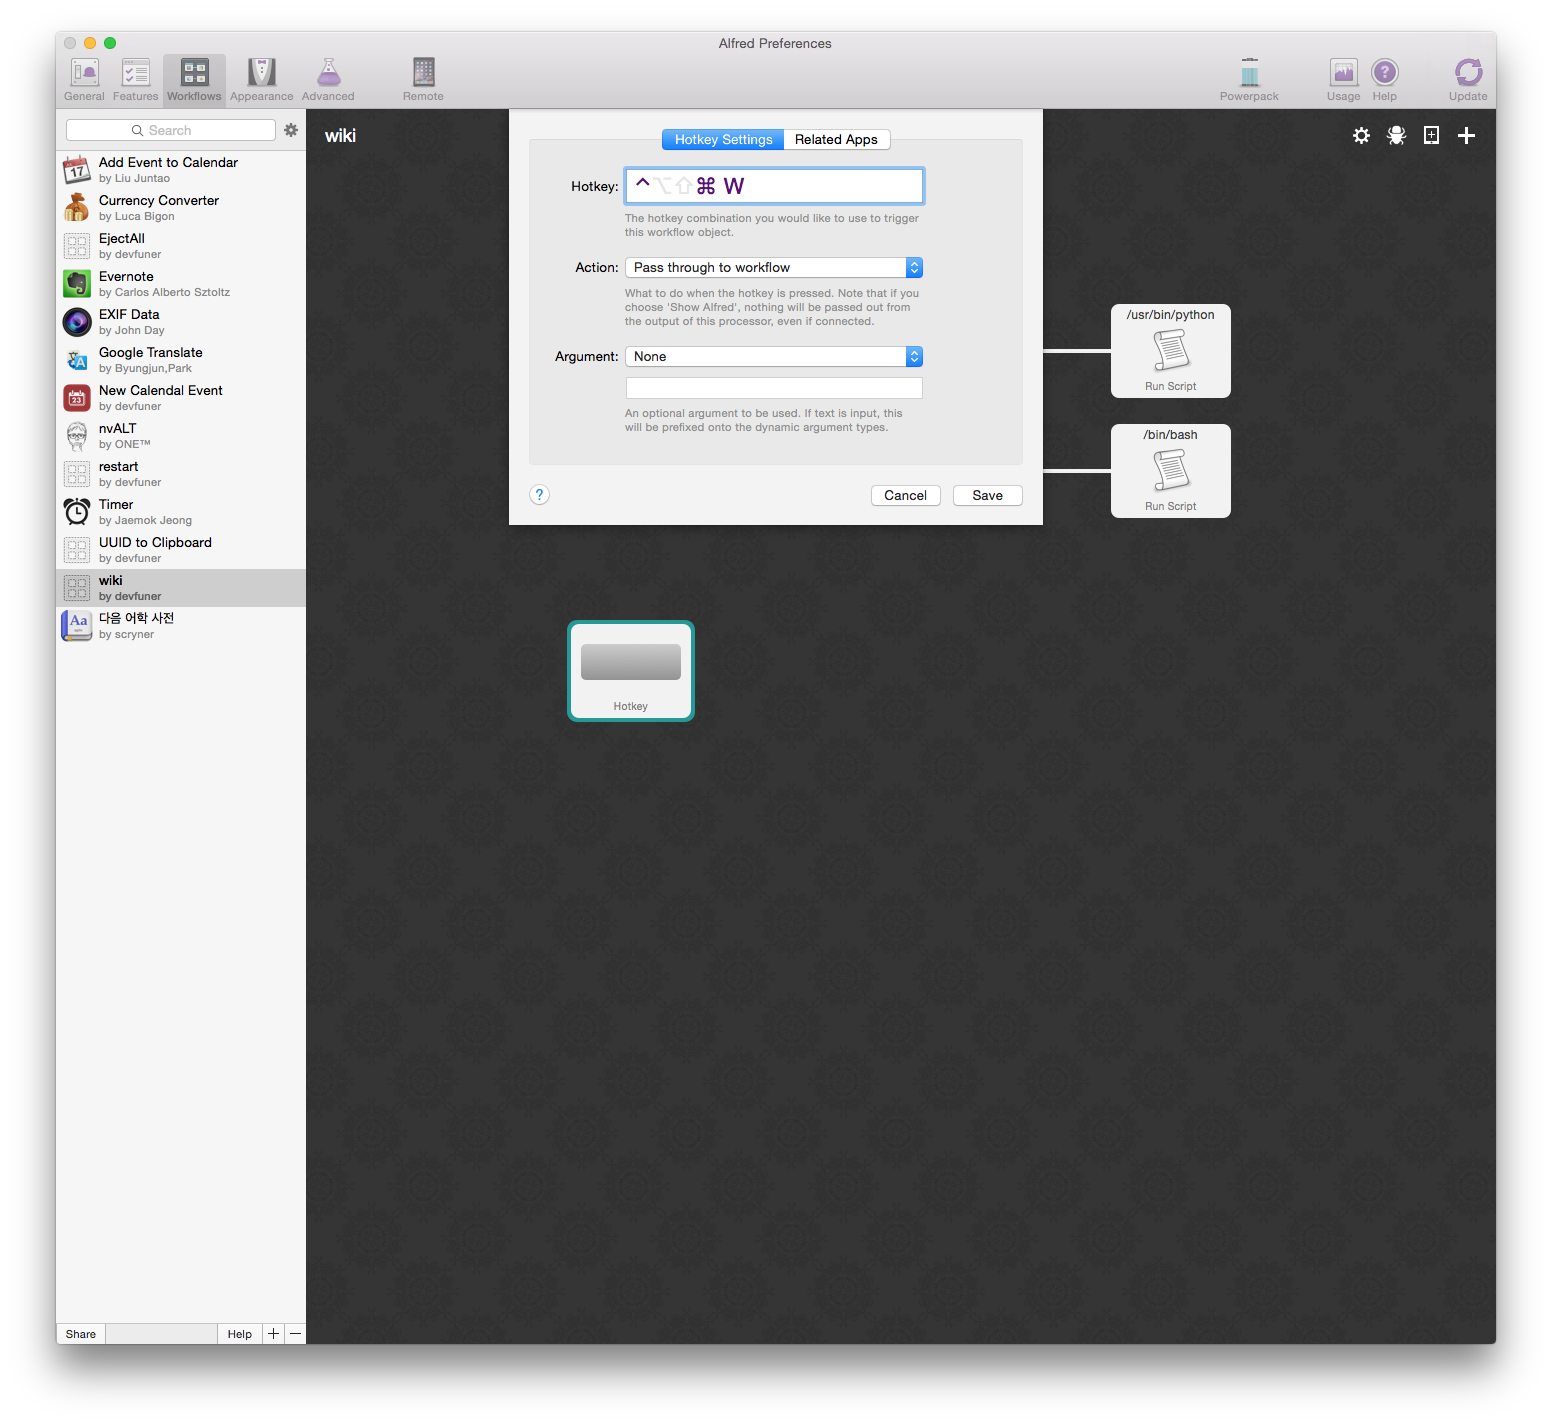 Alfred Preferences
General Features Workflows Appearance Advanced Remote Powerpack Usage Help Update
Search
17
Add Event to Calendar
by Liu Juntao
Currency Converter
by Luca Bigon
EjectAll
by devfuner
Evernote
by Carlos Alberto Sztoltz
EXIF Data
by John Day
Google Translate
by Byungjun,Park
23
New Calendal Event
by devfuner
nvALT
by ONE™
restart
by devfuner
Timer
by Jaemok Jeong
UUID to Clipboard
by devfuner
wiki
by devfuner
Aa
다음 어학 사전
by scryner
Share
Help + −
wiki
Hotkey Settings Related Apps
Hotkey: ^⌥⇧⌘ W
The hotkey combination you would like to use to trigger
this workflow object.
Action: Pass through to workflow
What to do when the hotkey is pressed. Note that if you
choose 'Show Alfred', nothing will be passed out from
the output of this processor, even if connected.
Argument: None
An optional argument to be used. If text is input, this
will be prefixed onto the dynamic argument types.
?
Cancel Save
/usr/bin/python
Run Script
/bin/bash
Run Script
Hotkey